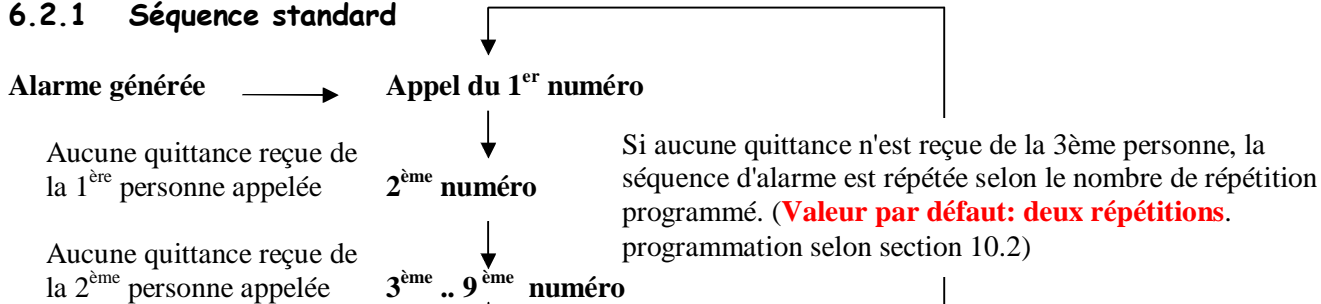 6.2.1 Séquence standard
Alarme générée
Appel du 1er numéro
Aucune quittance reçue de
la 1ère personne appelée
2ème numéro
Si aucune quittance n'est reçue de la 3ème personne, la
séquence d'alarme est répétée selon le nombre de répétition
programmé. (Valeur par défaut: deux répétitions.
programmation selon section 10.2)
Aucune quittance reçue de
la 2ème personne appelée
3ème .. 9ème numéro